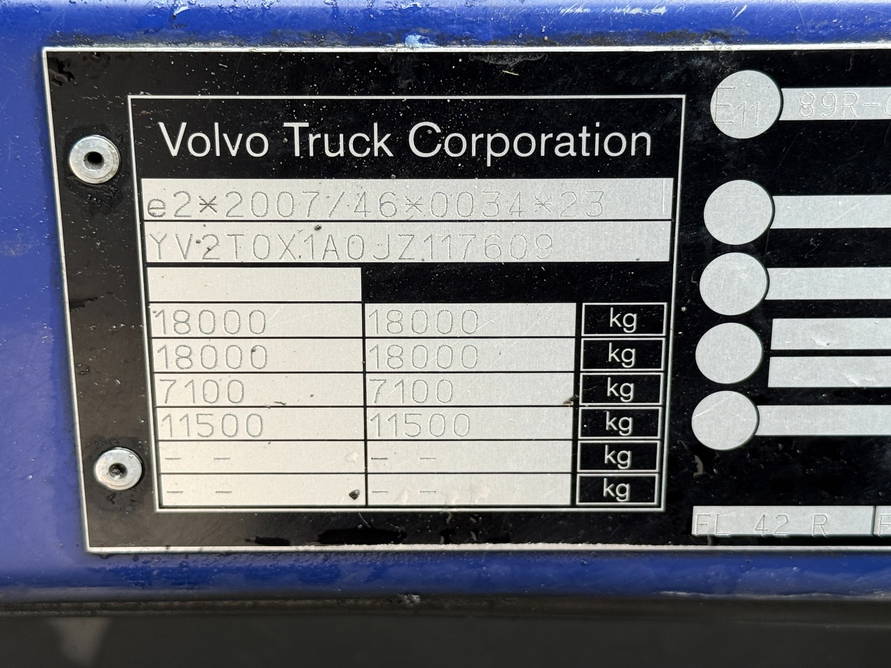 Volvo Truck Corporation
e2*2007/46*0034*23
YV2T0X1A0JZ117609
18000 18000 kg
18000 18000 kg
7100 7100 kg
11500 11500 kg
- - - - kg
- - - - kg
E11 89R-
FL 42 R